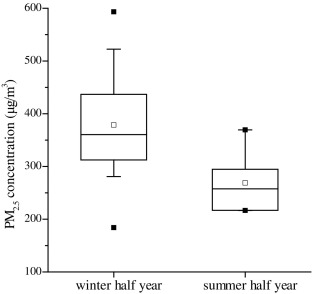 600
500
400
300
200
100
PM2.5 concentration (μg/m³)
winter half year
summer half year